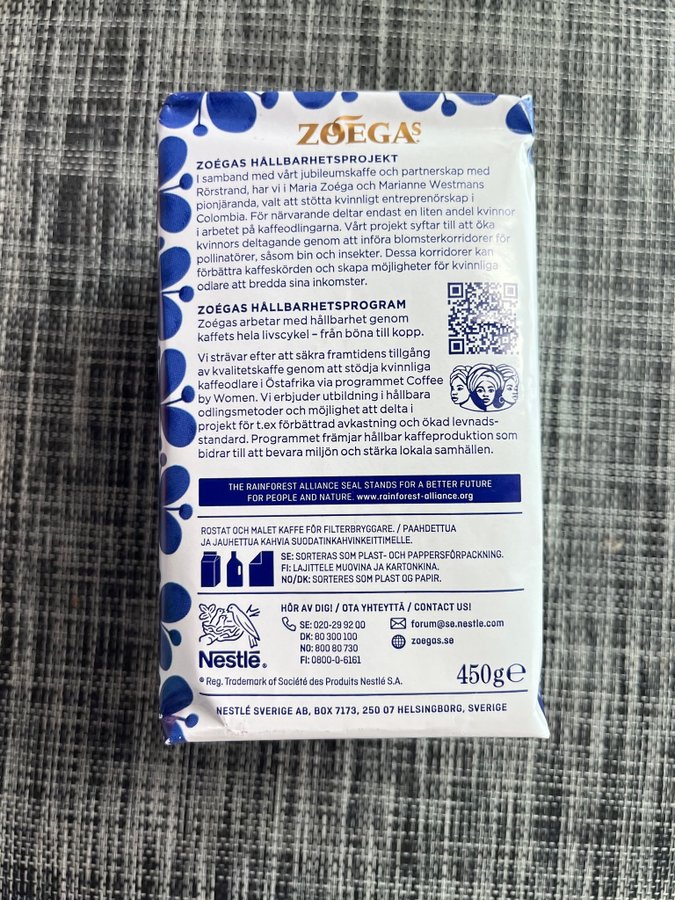 ZOÉGAS
ZOÉGAS HÅLLBARHETSPROJEKT
I samband med vårt jubileumskaffe och partnerskap med
Rörstrand, har vi i Maria Zoéga och Marianne Westmans
pionjäranda, valt att stötta kvinnligt entreprenörskap i
Colombia. För närvarande deltar endast en liten andel kvinnor
i arbetet på kaffeodlingarna. Vårt projekt syftar till att öka
kvinnors deltagande genom att införa blomsterkorridorer för
pollinatörer, såsom bin och insekter. Dessa korridorer kan
förbättra kaffeskörden och skapa möjligheter för kvinnliga
odlare att bredda sina inkomster.
ZOÉGAS HÅLLBARHETSPROGRAM
Zoégas arbetar med hållbarhet genom
kaffets hela livscykel – från böna till kopp.
Vi strävar efter att säkra framtidens tillgång
av kvalitetskaffe genom att stödja kvinnliga
kaffeodlare i Östafrika via programmet Coffee
by Women. Vi erbjuder utbildning i hållbara
odlingsmetoder och möjlighet att delta i
projekt för t.ex förbättrad avkastning och ökad levnads-
standard. Programmet främjar hållbar kaffeproduktion som
bidrar till att bevara miljön och stärka lokala samhällen.
THE RAINFOREST ALLIANCE SEAL STANDS FOR A BETTER FUTURE
FOR PEOPLE AND NATURE. www.rainforest-alliance.org
ROSTAT OCH MALET KAFFE FÖR FILTERBRYGGARE. / PAAHDETTUA
JA JAUHETTUA KAHVIA SUODATINKAHVINKEITTIMELLE.
SE: SORTERAS SOM PLAST- OCH PAPPERSFÖRPACKNING.
FI: LAJITTELE MUOVINA JA KARTONKINA.
NO/DK: SORTERES SOM PLAST OG PAPIR.
HÖR AV DIG! / OTA YHTEYTTÄ / CONTACT US!
SE: 020-29 92 00
DK: 80 300 100
NO: 800 80 730
FI: 0800-0-6161
forum@se.nestle.com
zoegas.se
Nestlé®
® Reg. Trademark of Société des Produits Nestlé S.A.
450g℮
NESTLÉ SVERIGE AB, BOX 7173, 250 07 HELSINGBORG, SVERIGE